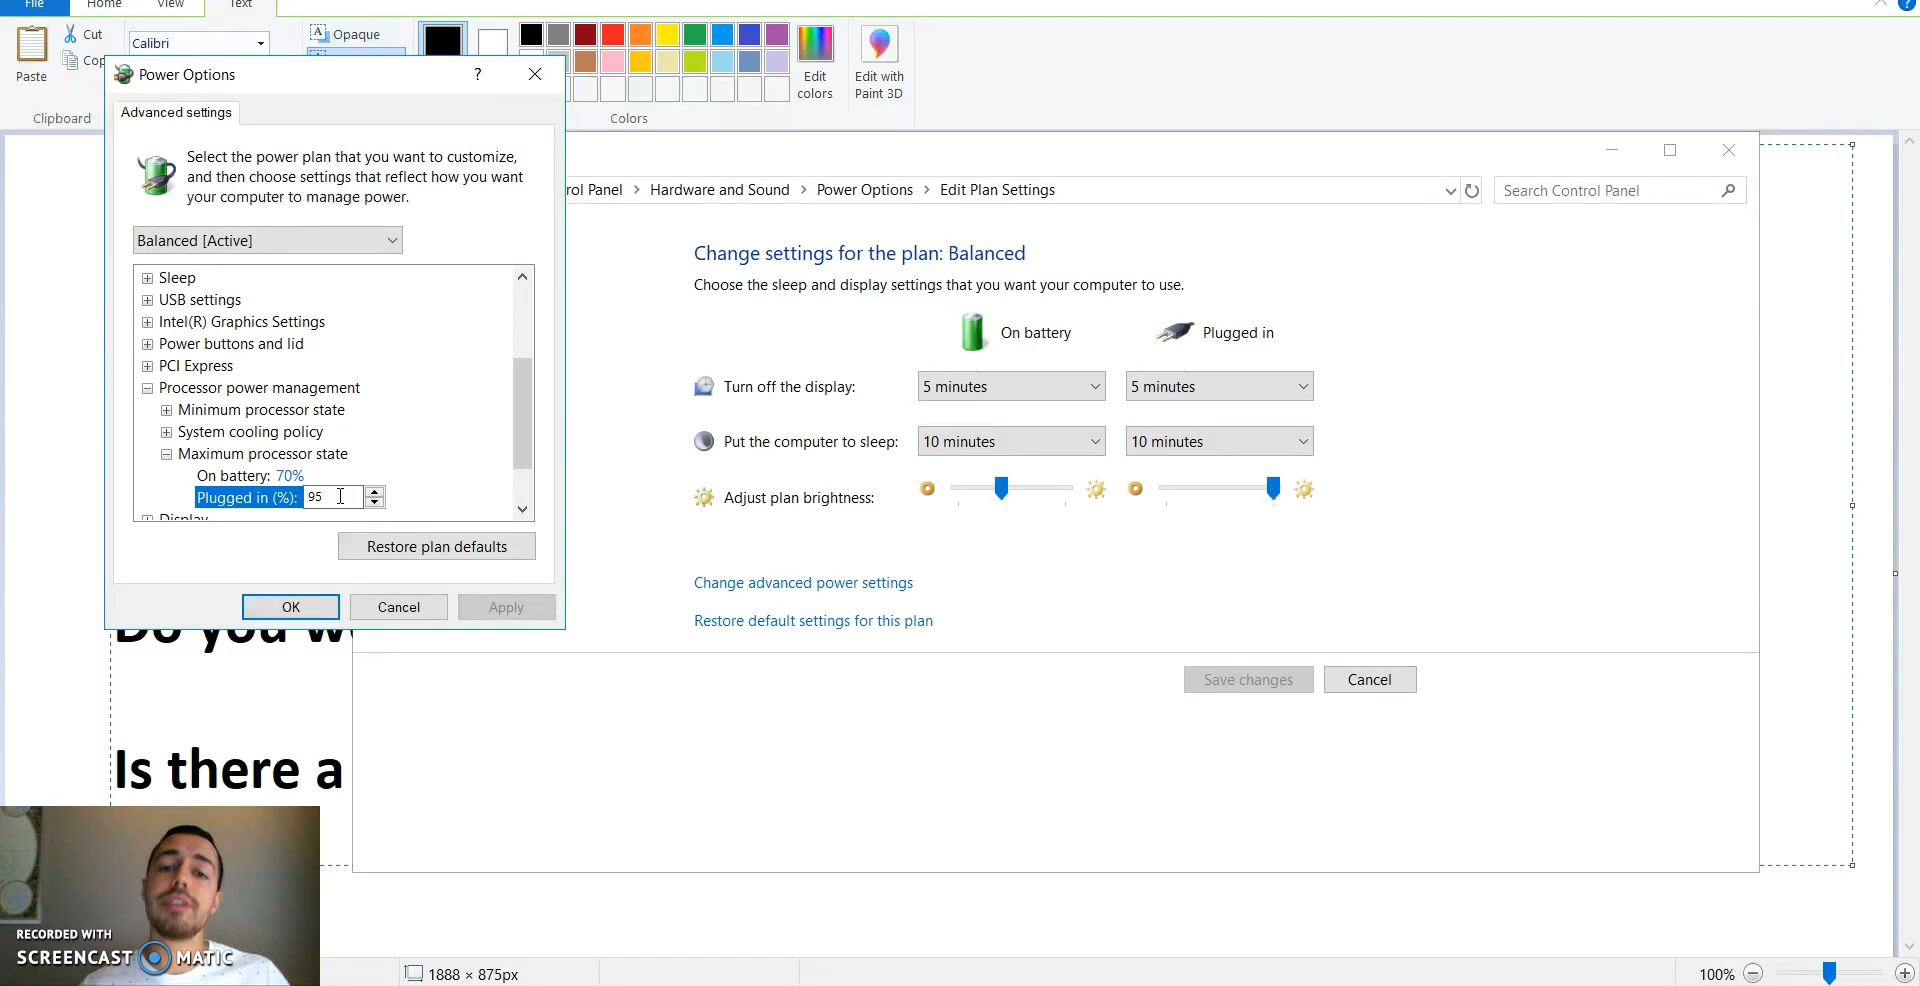 File Home View Text
Cut
Calibri
Opaque
Paste
Edit colors
Edit with Paint 3D
Clipboard
Colors
Power Options
?
Advanced settings
Select the power plan that you want to customize,
and then choose settings that reflect how you want
your computer to manage power.
Balanced [Active]
Sleep
USB settings
Intel(R) Graphics Settings
Power buttons and lid
PCI Express
Processor power management
Minimum processor state
System cooling policy
Maximum processor state
On battery: 70%
Plugged in (%): 95
Display
Restore plan defaults
OK Cancel Apply
rol Panel > Hardware and Sound > Power Options > Edit Plan Settings
Search Control Panel
Change settings for the plan: Balanced
Choose the sleep and display settings that you want your computer to use.
On battery Plugged in
Turn off the display: 5 minutes 5 minutes
Put the computer to sleep: 10 minutes 10 minutes
Adjust plan brightness:
Change advanced power settings
Restore default settings for this plan
Save changes Cancel
Do you w
Is there a
RECORDED WITH
SCREENCAST MATIC
1888 × 875px
100%